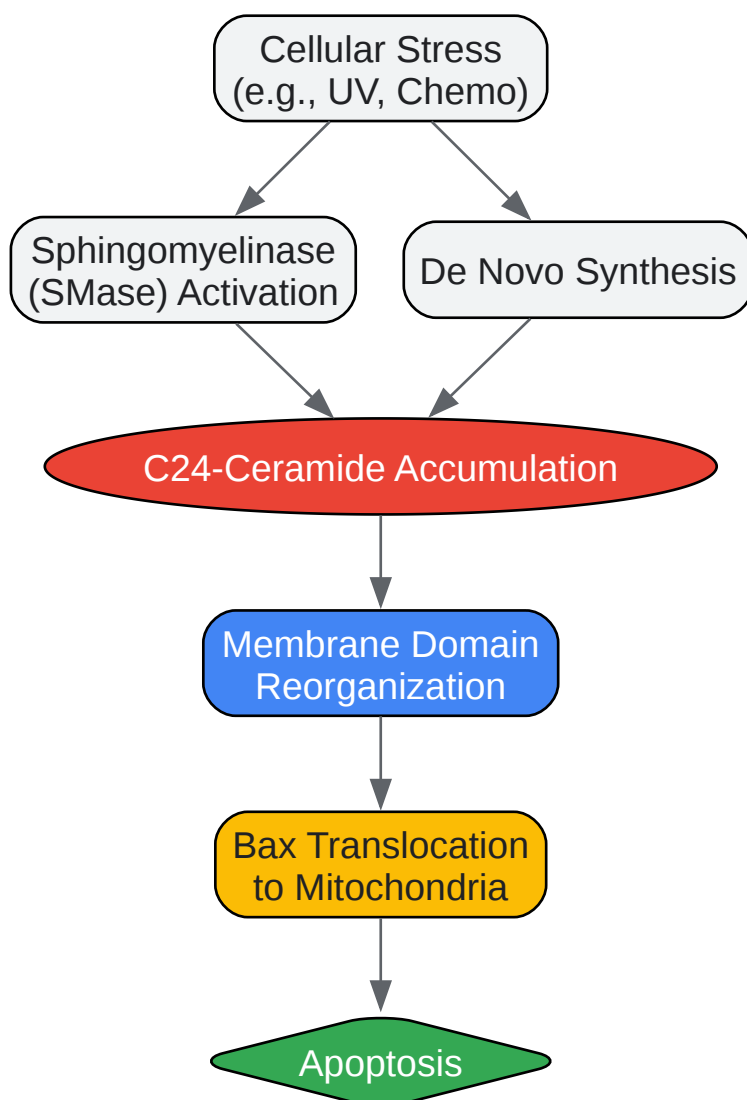 Cellular Stress
(e.g., UV, Chemo)
Sphingomyelinase
(SMase) Activation
De Novo Synthesis
C24-Ceramide Accumulation
Membrane Domain
Reorganization
Bax Translocation
to Mitochondria
Apoptosis